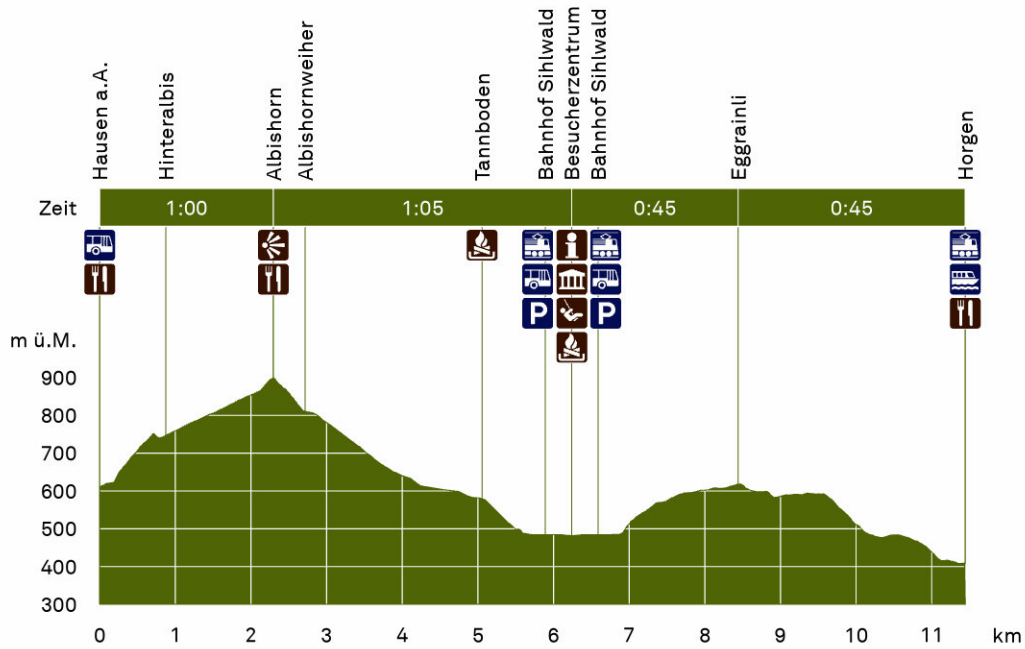 Hausen a.A.
Hinteralbis
Albishorn
Albishornweiher
Tannboden
Bahnhof Sihlwald
Besucherzentrum
Bahnhof Sihlwald
Eggrainli
Horgen
Zeit 1:00 1:05 0:45 0:45
P P
m ü.M.
900
800
700
600
500
400
300
0 1 2 3 4 5 6 7 8 9 10 11 km